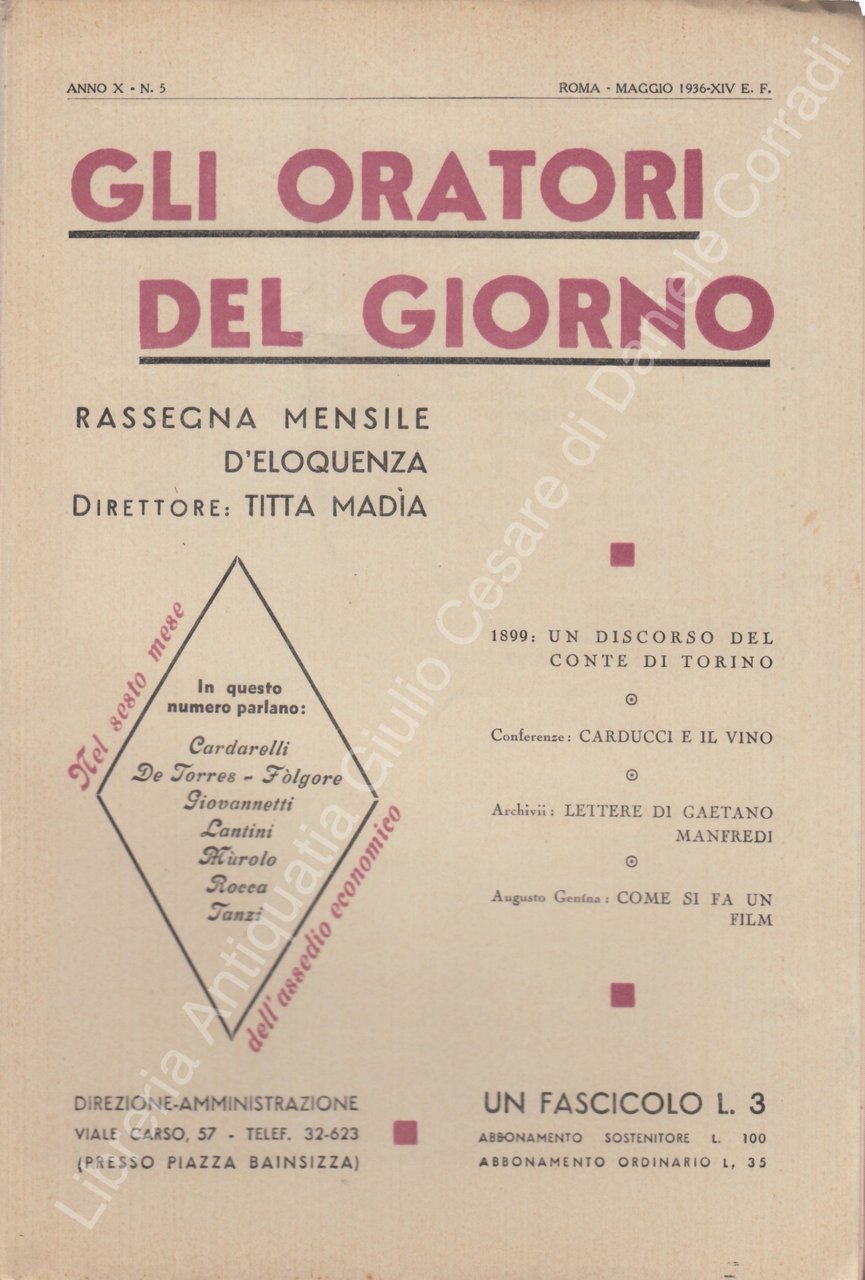 ANNO X - N. 5
ROMA - MAGGIO 1936-XIV E. F.
GLI ORATORI
DEL GIORNO
RASSEGNA MENSILE
D'ELOQUENZA
DIRETTORE: TITTA MADÌA
Nel sesto mese
dell'assedio economico
In questo
numero parlano:
Cardarelli
De Torres - Fòlgore
Giovannetti
Lantini
Mùrolo
Rocca
Tanzi
1899: UN DISCORSO DEL
CONTE DI TORINO
Conferenze: CARDUCCI E IL VINO
Archivii: LETTERE DI GAETANO
MANFREDI
Augusto Genína: COME SI FA UN
FILM
DIREZIONE-AMMINISTRAZIONE
VIALE CARSO, 57 - TELEF. 32-623
(PRESSO PIAZZA BAINSIZZA)
UN FASCICOLO L. 3
ABBONAMENTO SOSTENITORE L. 100
ABBONAMENTO ORDINARIO L, 35
Libreria Antiquatia Giulio Cesare di Daniele Corradi